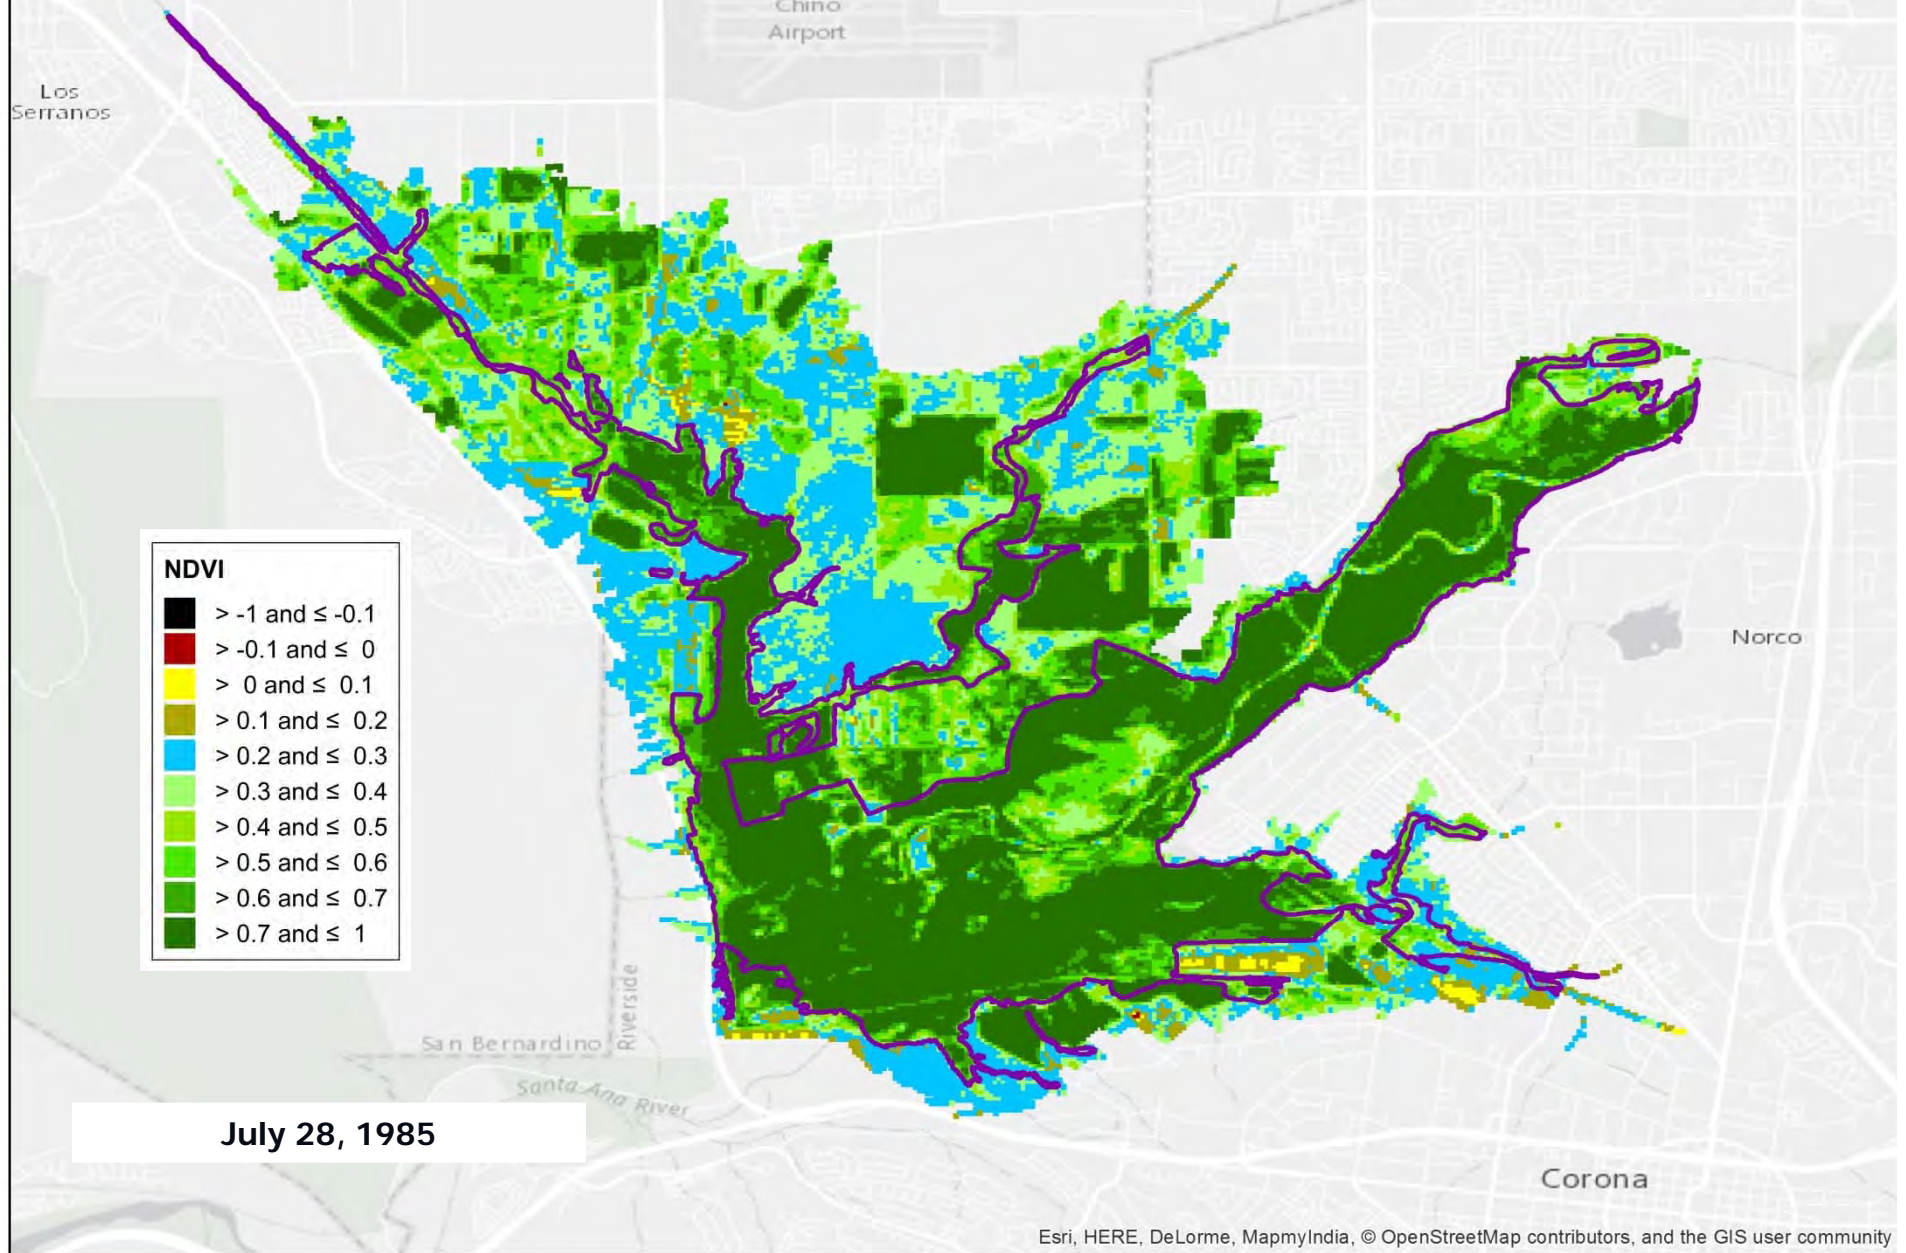 Chino
Airport
Los
Serranos
NDVI
> -1 and ≤ -0.1
> -0.1 and ≤ 0
> 0 and ≤ 0.1
> 0.1 and ≤ 0.2
> 0.2 and ≤ 0.3
> 0.3 and ≤ 0.4
> 0.4 and ≤ 0.5
> 0.5 and ≤ 0.6
> 0.6 and ≤ 0.7
> 0.7 and ≤ 1
Norco
San Bernardino
Riverside
Santa Ana River
July 28, 1985
Corona
Esri, HERE, DeLorme, MapmyIndia, © OpenStreetMap contributors, and the GIS user community